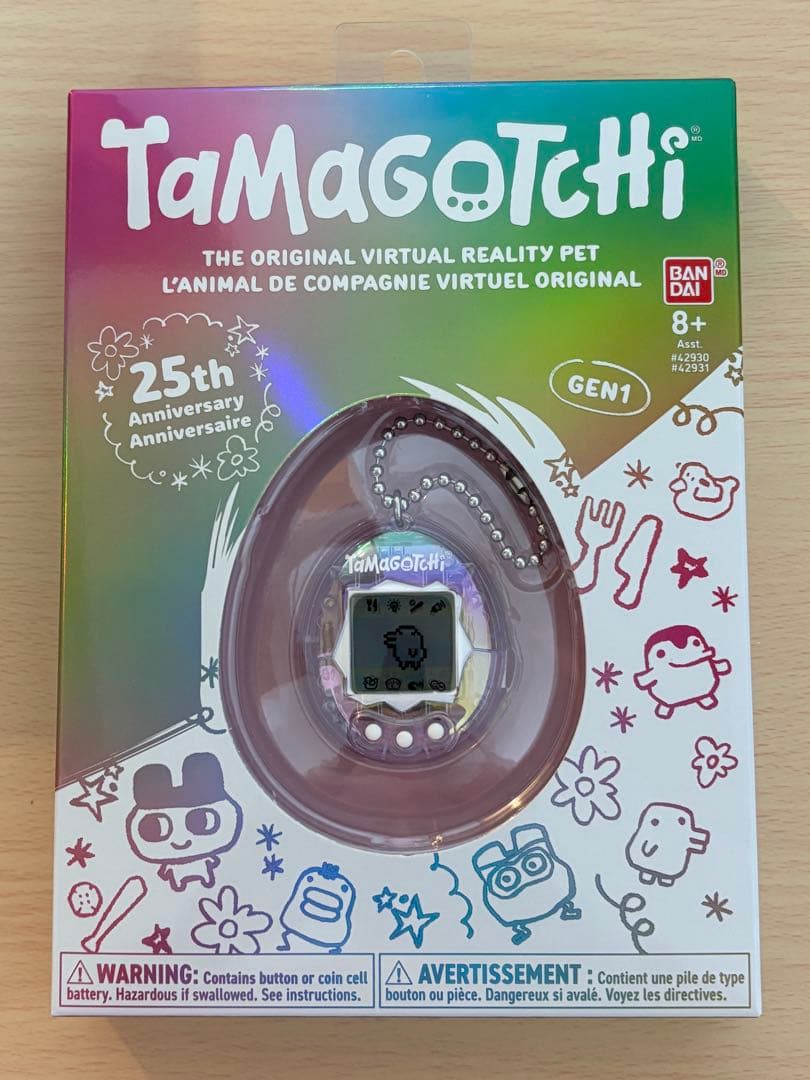 TaMaGOTCHi ® MD
THE ORIGINAL VIRTUAL REALITY PET
L'ANIMAL DE COMPAGNIE VIRTUEL ORIGINAL
BAN
DAI
® MD
8+
Asst.
#42930
#42931
25th
Anniversary
Anniversaire
GEN1
TaMaGOTCHi
⚠ WARNING: Contains button or coin cell
battery. Hazardous if swallowed. See instructions.
⚠ AVERTISSEMENT : Contient une pile de type
bouton ou pièce. Dangereux si avalé. Voyez les directives.